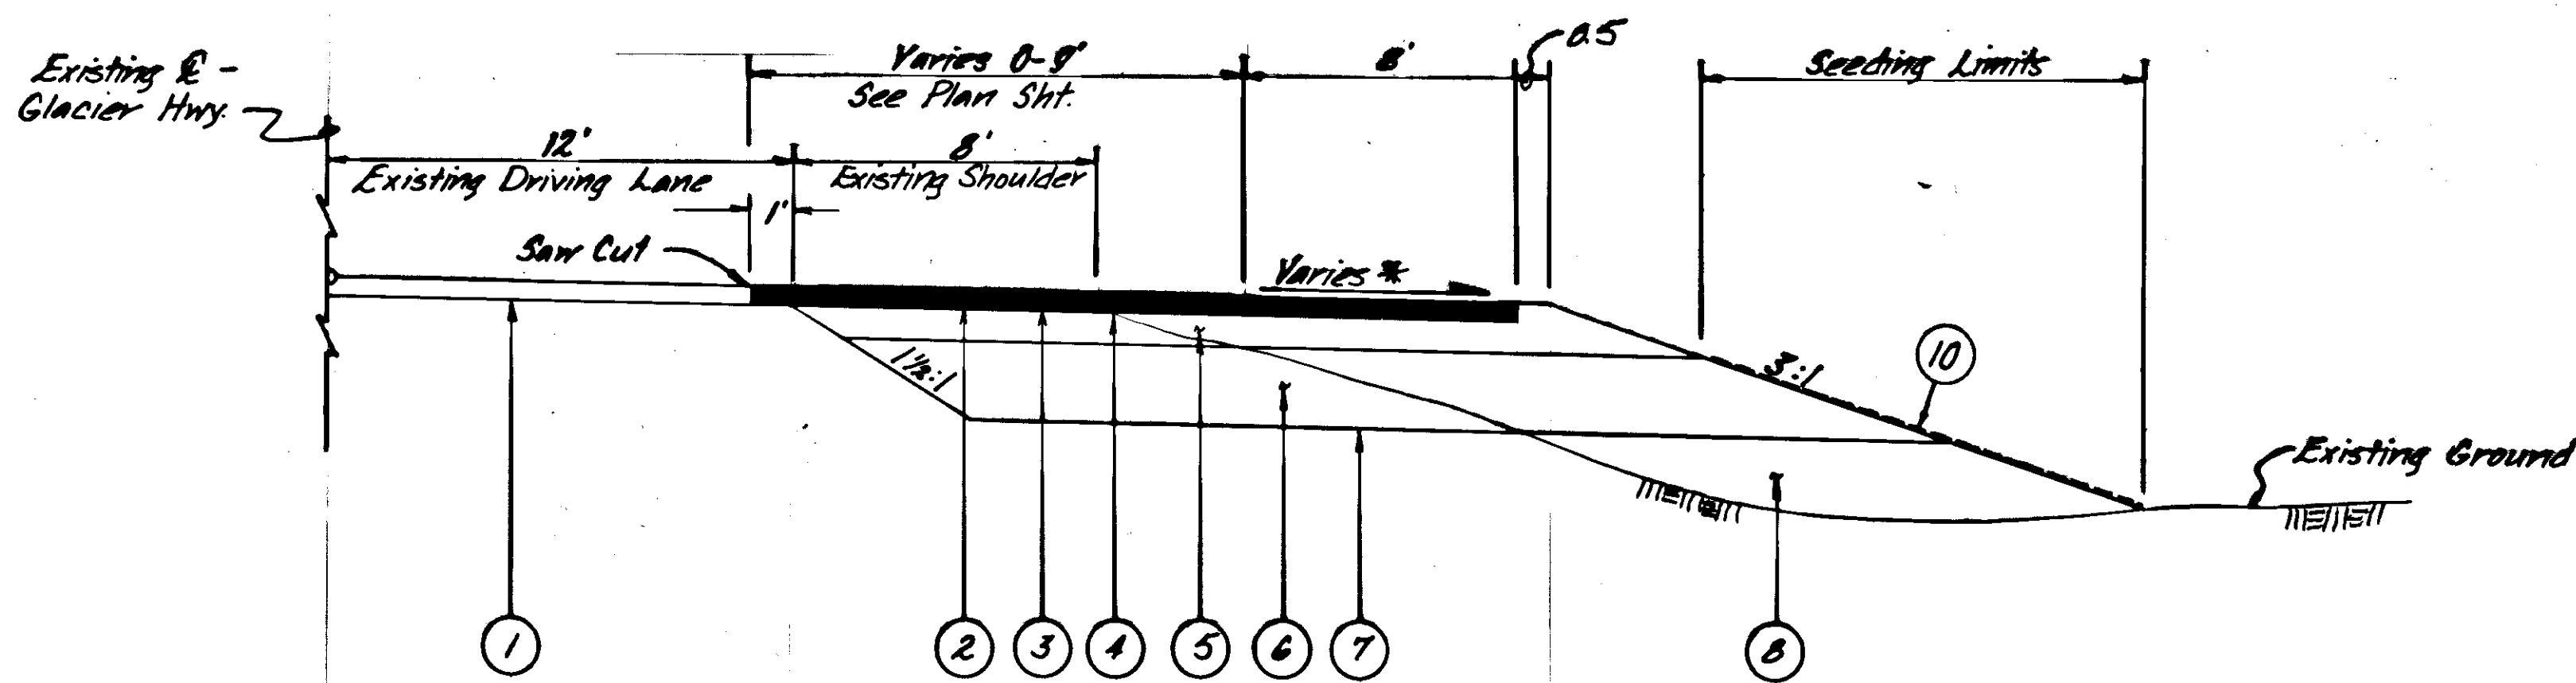 Existing ℄ -
Glacier Hwy.
Varies 0-9'
See Plan Sht.
8'
0.5
Seeding Limits
12'
Existing Driving Lane
8'
Existing Shoulder
1'
Saw Cut
Varies *
1½:1
3:1
10
Existing Ground
1
2
3
4
5
6
7
8